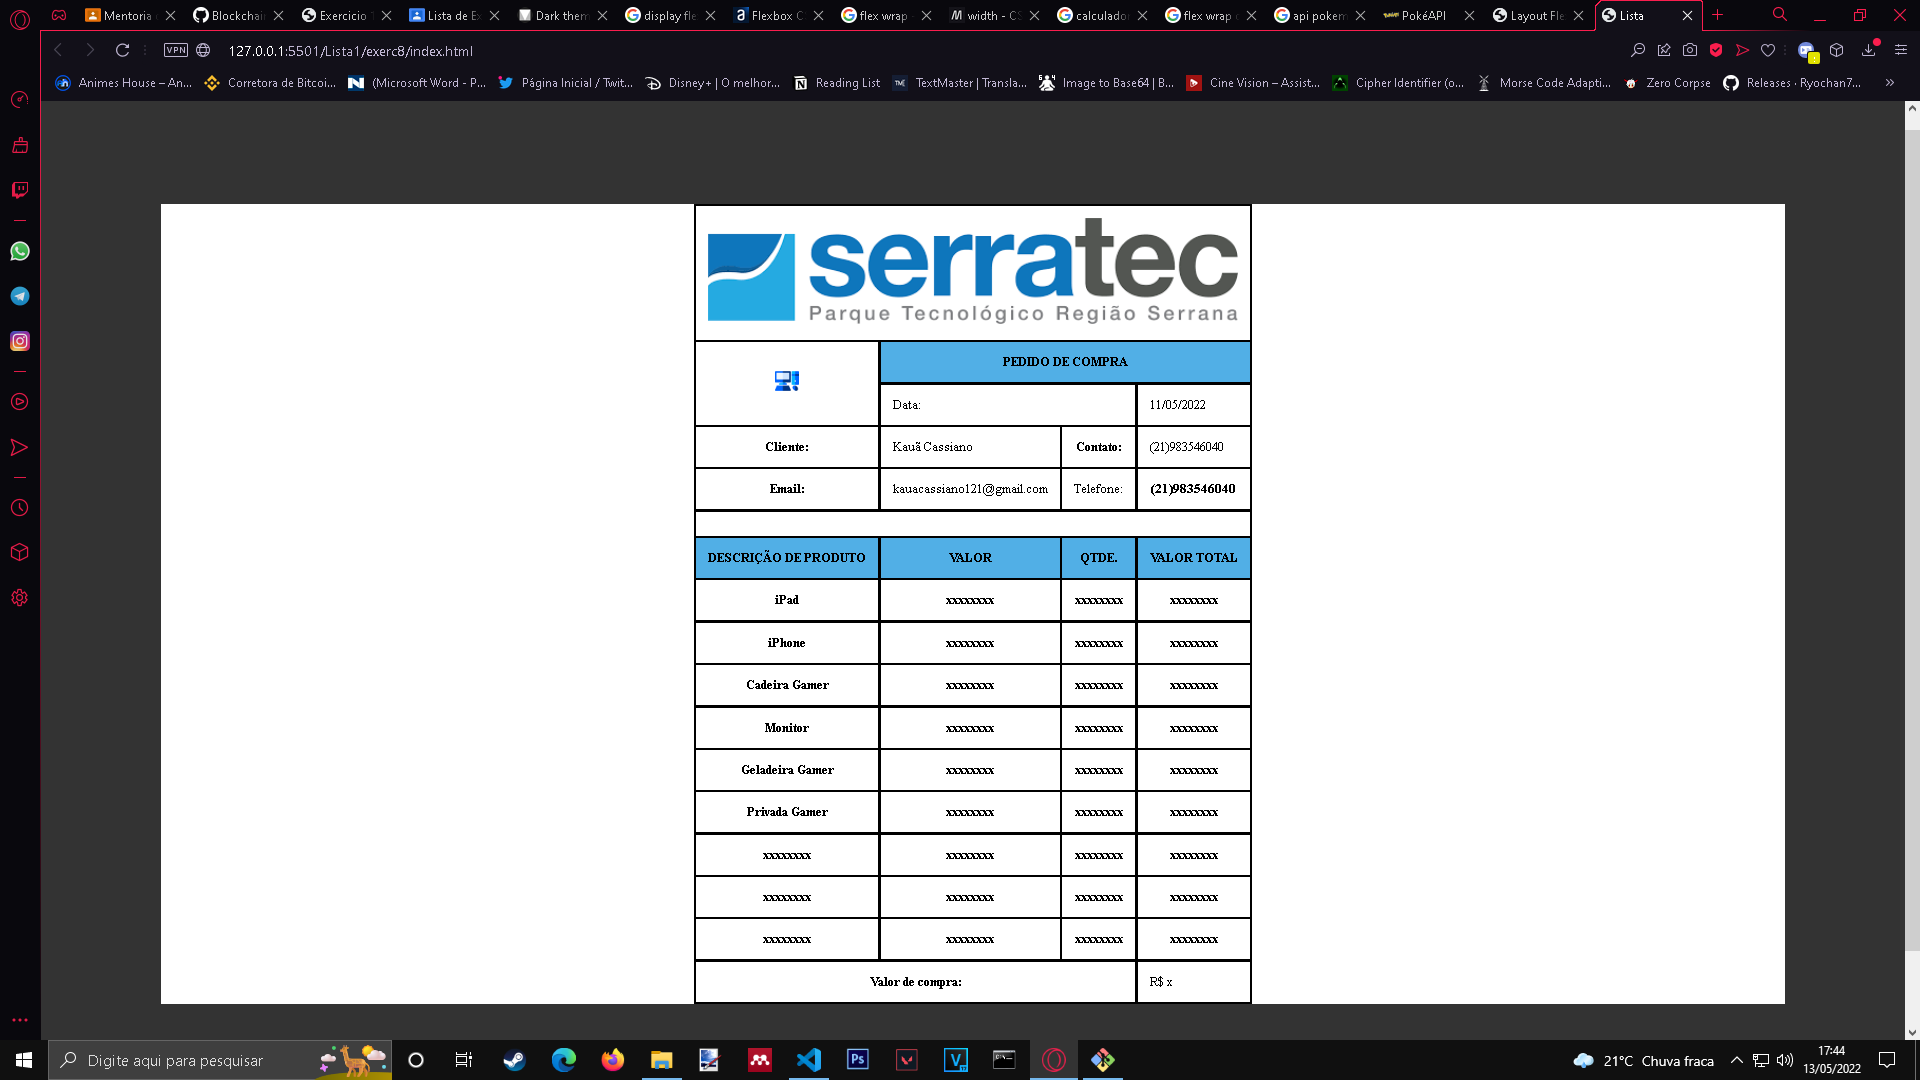 Mentoria
Blockchai
Exercicio 1
Lista de Ex
Dark them
display fle
Flexbox C
flex wrap
width - CS
calculador
flex wrap
api pokem
PokéAPI
Layout Fle
Lista
VPN
127.0.0.1:5501/Lista1/exerc8/index.html
Animes House – An...
Corretora de Bitcoi...
(Microsoft Word - P...
Página Inicial / Twit...
Disney+ | O melhor...
Reading List
TextMaster | Transla...
Image to Base64 | B...
Cine Vision – Assist...
Cipher Identifier (o...
Morse Code Adapti...
Zero Corpse
Releases · Ryochan7...
serratec
Parque Tecnológico Região Serrana
PEDIDO DE COMPRA
Data: 11/05/2022
Cliente: Kauã Cassiano Contato: (21)983546040
Email: kauacassiano121@gmail.com Telefone: (21)983546040
DESCRIÇÃO DE PRODUTO VALOR QTDE. VALOR TOTAL
iPad xxxxxxxx xxxxxxxx xxxxxxxx
iPhone xxxxxxxx xxxxxxxx xxxxxxxx
Cadeira Gamer xxxxxxxx xxxxxxxx xxxxxxxx
Monitor xxxxxxxx xxxxxxxx xxxxxxxx
Geladeira Gamer xxxxxxxx xxxxxxxx xxxxxxxx
Privada Gamer xxxxxxxx xxxxxxxx xxxxxxxx
xxxxxxxx xxxxxxxx xxxxxxxx xxxxxxxx
xxxxxxxx xxxxxxxx xxxxxxxx xxxxxxxx
xxxxxxxx xxxxxxxx xxxxxxxx xxxxxxxx
Valor de compra: R$ x
Digite aqui para pesquisar
Ps
21°C Chuva fraca
17:44
13/05/2022